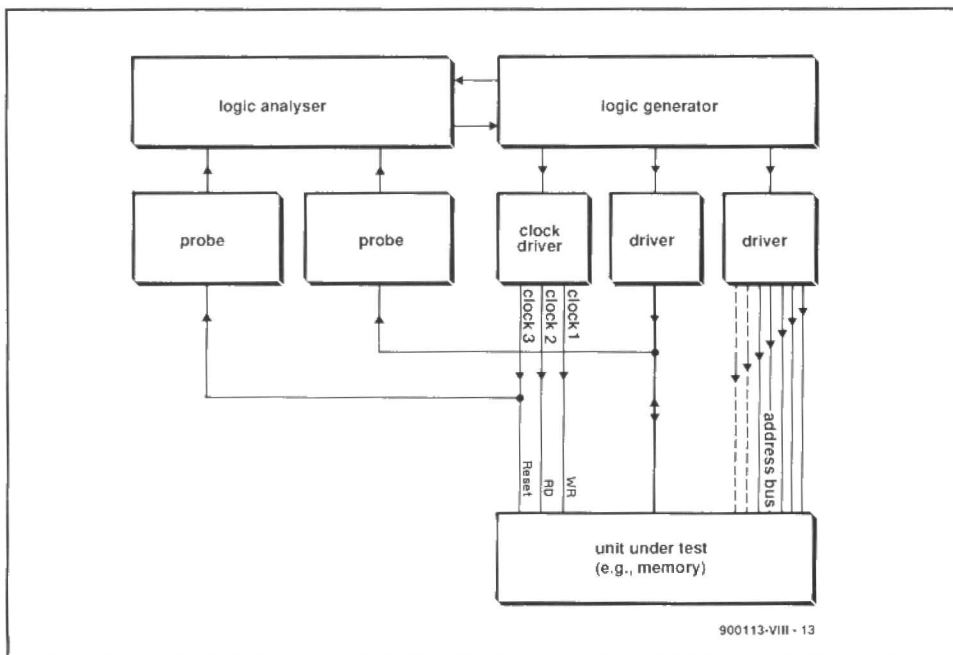 logic analyser
logic generator
probe
probe
clock
driver
driver
driver
clock 3
clock 2
clock 1
Reset
RD
WR
address bus
unit under test
(e.g., memory)
900113-VIII - 13